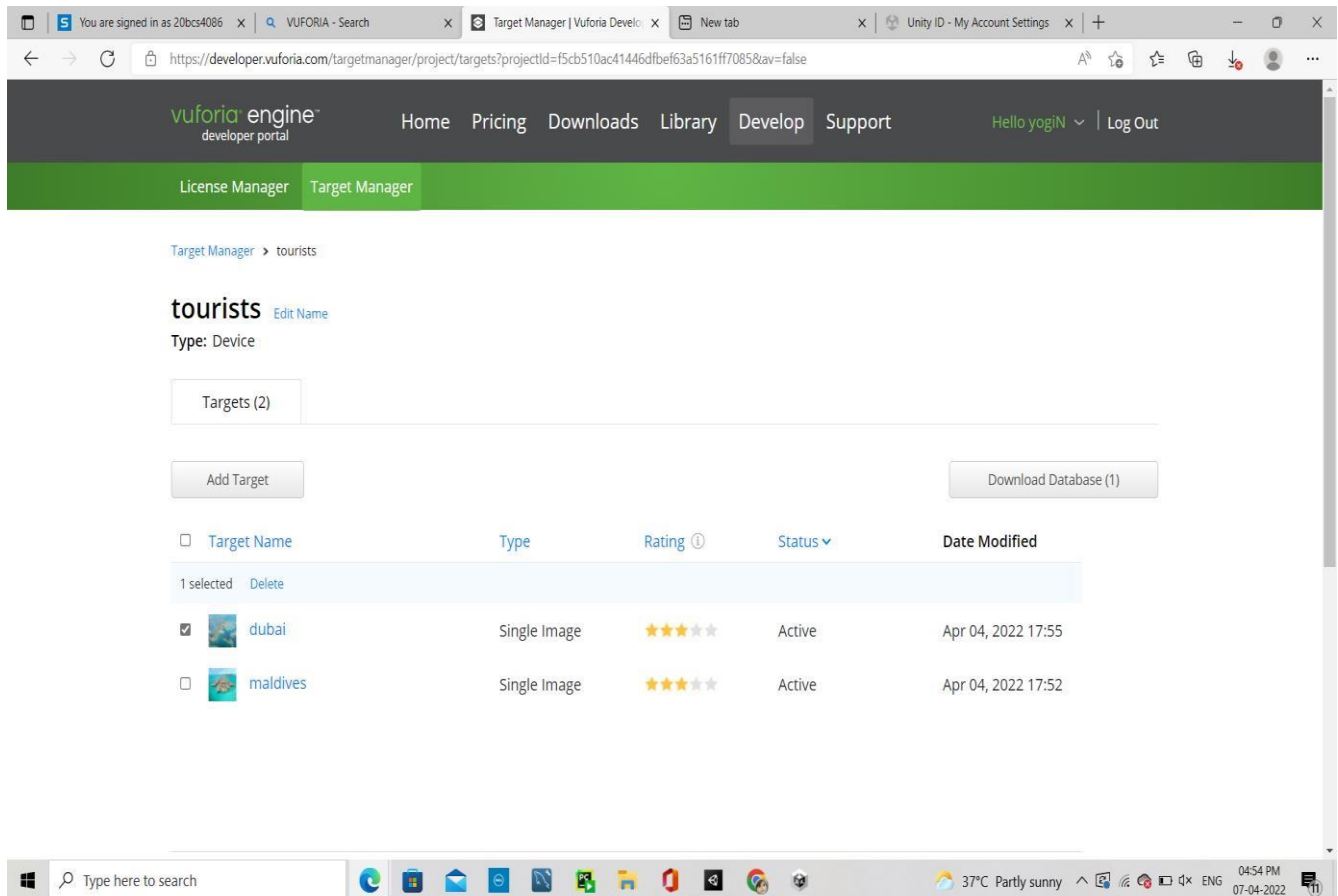 You are signed in as 20bcs4086
VUFORIA - Search
Target Manager | Vuforia Develo
New tab
Unity ID - My Account Settings
https://developer.vuforia.com/targetmanager/project/targets?projectId=f5cb510ac41446dfbef63a5161ff7085&av=false
vuforia engine™
developer portal
Home Pricing Downloads Library Develop Support
Hello yogiN | Log Out
License Manager Target Manager
Target Manager > tourists
tourists Edit Name
Type: Device
Targets (2)
Add Target Download Database (1)
Target Name Type Rating Status Date Modified
1 selected Delete
dubai Single Image Active Apr 04, 2022 17:55
maldives Single Image Active Apr 04, 2022 17:52
Type here to search
37°C Partly sunny ENG 04:54 PM
07-04-2022